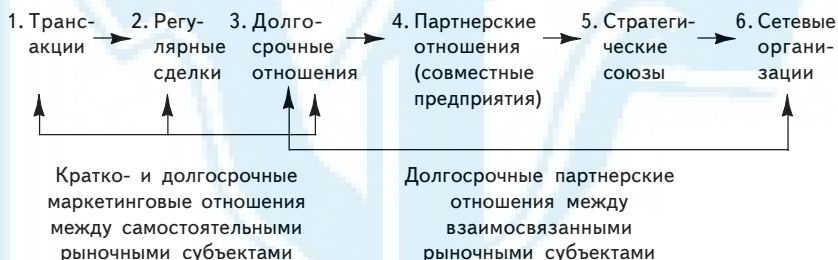 1. Транс- 2. Регу- 3. Долго- 4. Партнерские 5. Стратеги- 6. Сетевые
акции лярные срочные отношения ческие органи-
сделки отношения (совместные союзы зации
предприятия)
Кратко- и долгосрочные Долгосрочные партнерские
маркетинговые отношения отношения между
между самостоятельными взаимосвязанными
рыночными субъектами рыночными субъектами